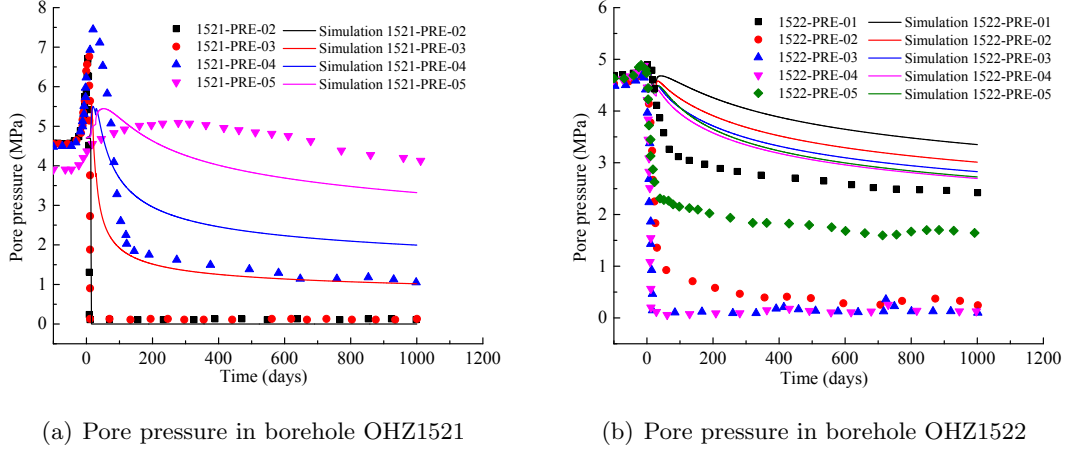 1521-PRE-02 Simulation 1521-PRE-02
1521-PRE-03 Simulation 1521-PRE-03
1521-PRE-04 Simulation 1521-PRE-04
1521-PRE-05 Simulation 1521-PRE-05
8
7
6
5
4
3
2
1
0
Pore pressure (MPa)
0 200 400 600 800 1000 1200
Time (days)
(a) Pore pressure in borehole OHZ1521
1522-PRE-01 Simulation 1522-PRE-01
1522-PRE-02 Simulation 1522-PRE-02
1522-PRE-03 Simulation 1522-PRE-03
1522-PRE-04 Simulation 1522-PRE-04
1522-PRE-05 Simulation 1522-PRE-05
6
5
4
3
2
1
0
Pore pressure (MPa)
0 200 400 600 800 1000 1200
Time (days)
(b) Pore pressure in borehole OHZ1522